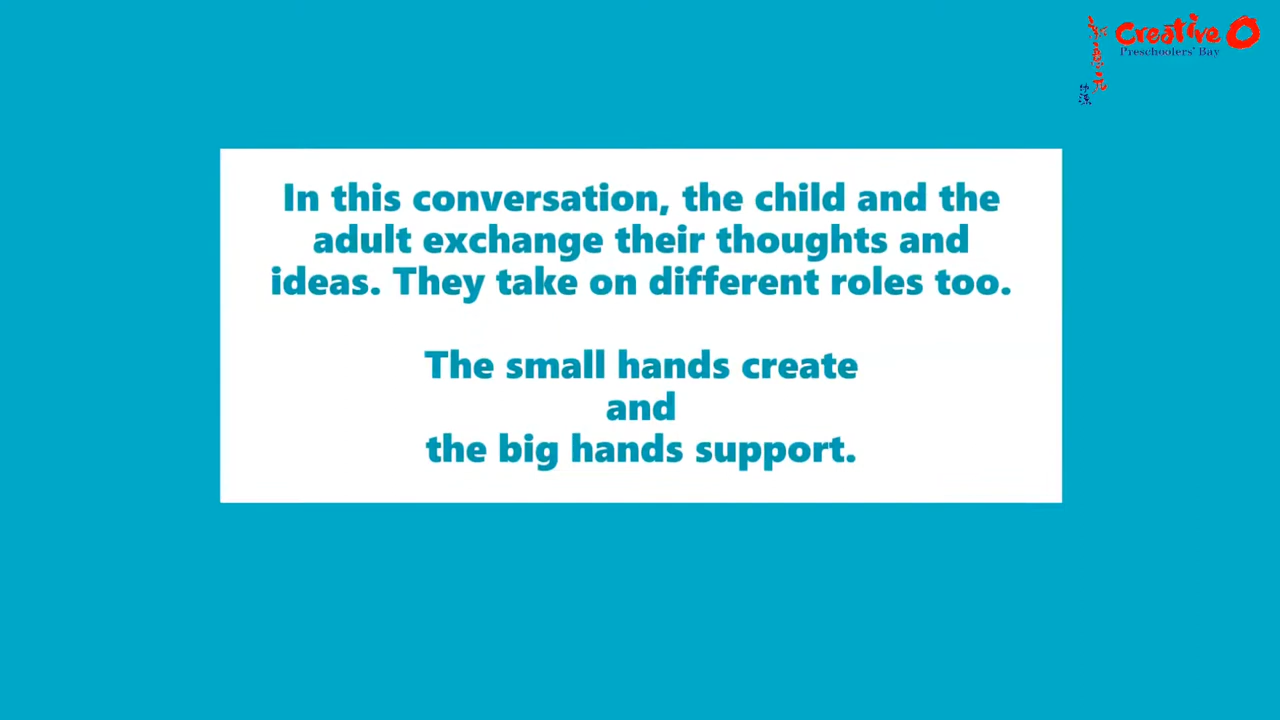 Creative O
Preschoolers' Bay
In this conversation, the child and the
adult exchange their thoughts and
ideas. They take on different roles too.
The small hands create
and
the big hands support.